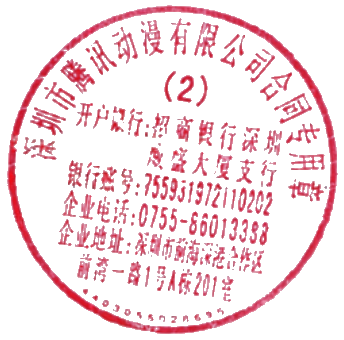 深圳市腾讯动漫有限公司合同专用章
(2)
开户银行:招商银行深圳
盛大厦支行
银行账号:755931972110202
企业电话:0755-86013388
企业地址:深圳市前海深港合作区
前湾一路1号A栋201室